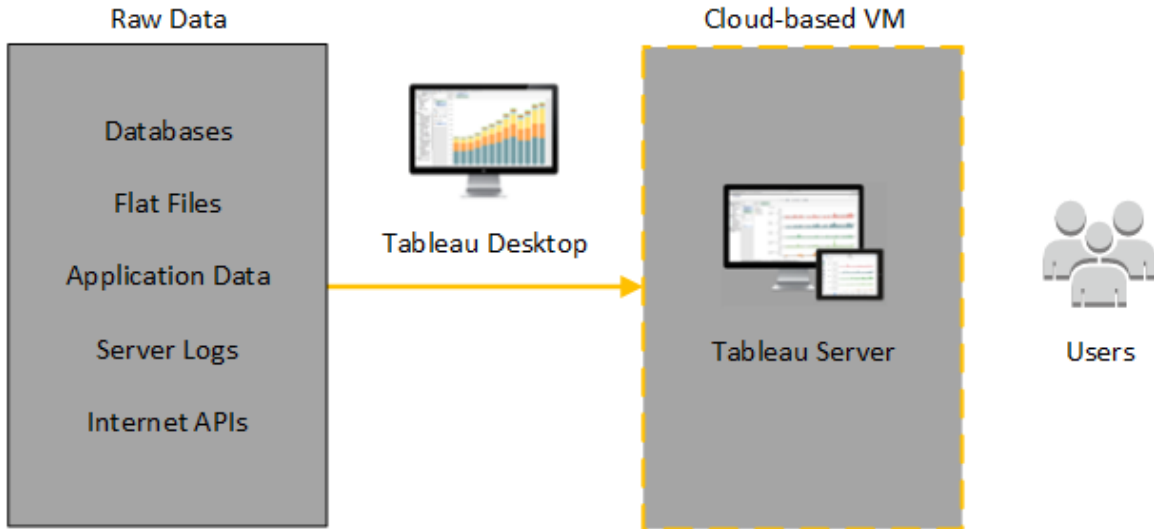 Raw Data
Databases
Flat Files
Application Data
Server Logs
Internet APIs
Tableau Desktop
Cloud-based VM
Tableau Server
Users